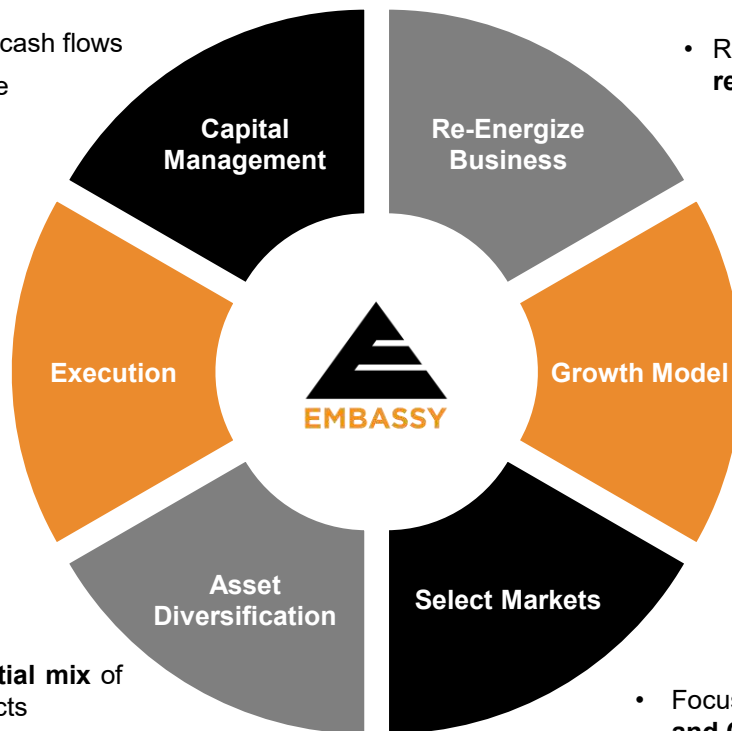 cash flows
• R
e
re
Capital
Management
Re-Energize
Business
Execution
EMBASSY
Growth Model
Asset
Diversification
Select Markets
tial mix of
cts
• Focus
and C